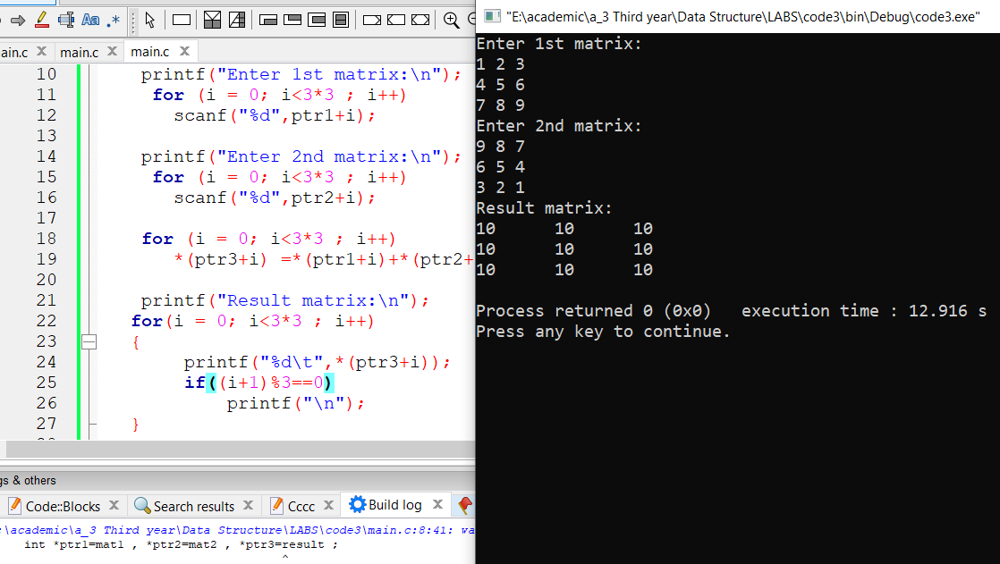 Aa .*
ain.c X main.c X main.c X
10 printf("Enter 1st matrix:\n");
11 for (i = 0; i<3*3 ; i++)
12 scanf("%d",ptr1+i);
13
14 printf("Enter 2nd matrix:\n");
15 for (i = 0; i<3*3 ; i++)
16 scanf("%d",ptr2+i);
17
18 for (i = 0; i<3*3 ; i++)
19 *(ptr3+i) =*(ptr1+i)+*(ptr2+
20
21 printf("Result matrix:\n");
22 for(i = 0; i<3*3 ; i++)
23 {
24 printf("%d\t",*(ptr3+i));
25 if((i+1)%3==0)
26 printf("\n");
27 }
gs & others
Code::Blocks X Search results X Cccc X Build log X
:\academic\a_3 Third year\Data Structure\LABS\code3\main.c:8:41: wa
int *ptr1=mat1 , *ptr2=mat2 , *ptr3=result ;
^
"E:\academic\a_3 Third year\Data Structure\LABS\code3\bin\Debug\code3.exe"
Enter 1st matrix:
1 2 3
4 5 6
7 8 9
Enter 2nd matrix:
9 8 7
6 5 4
3 2 1
Result matrix:
10 10 10
10 10 10
10 10 10
Process returned 0 (0x0) execution time : 12.916 s
Press any key to continue.